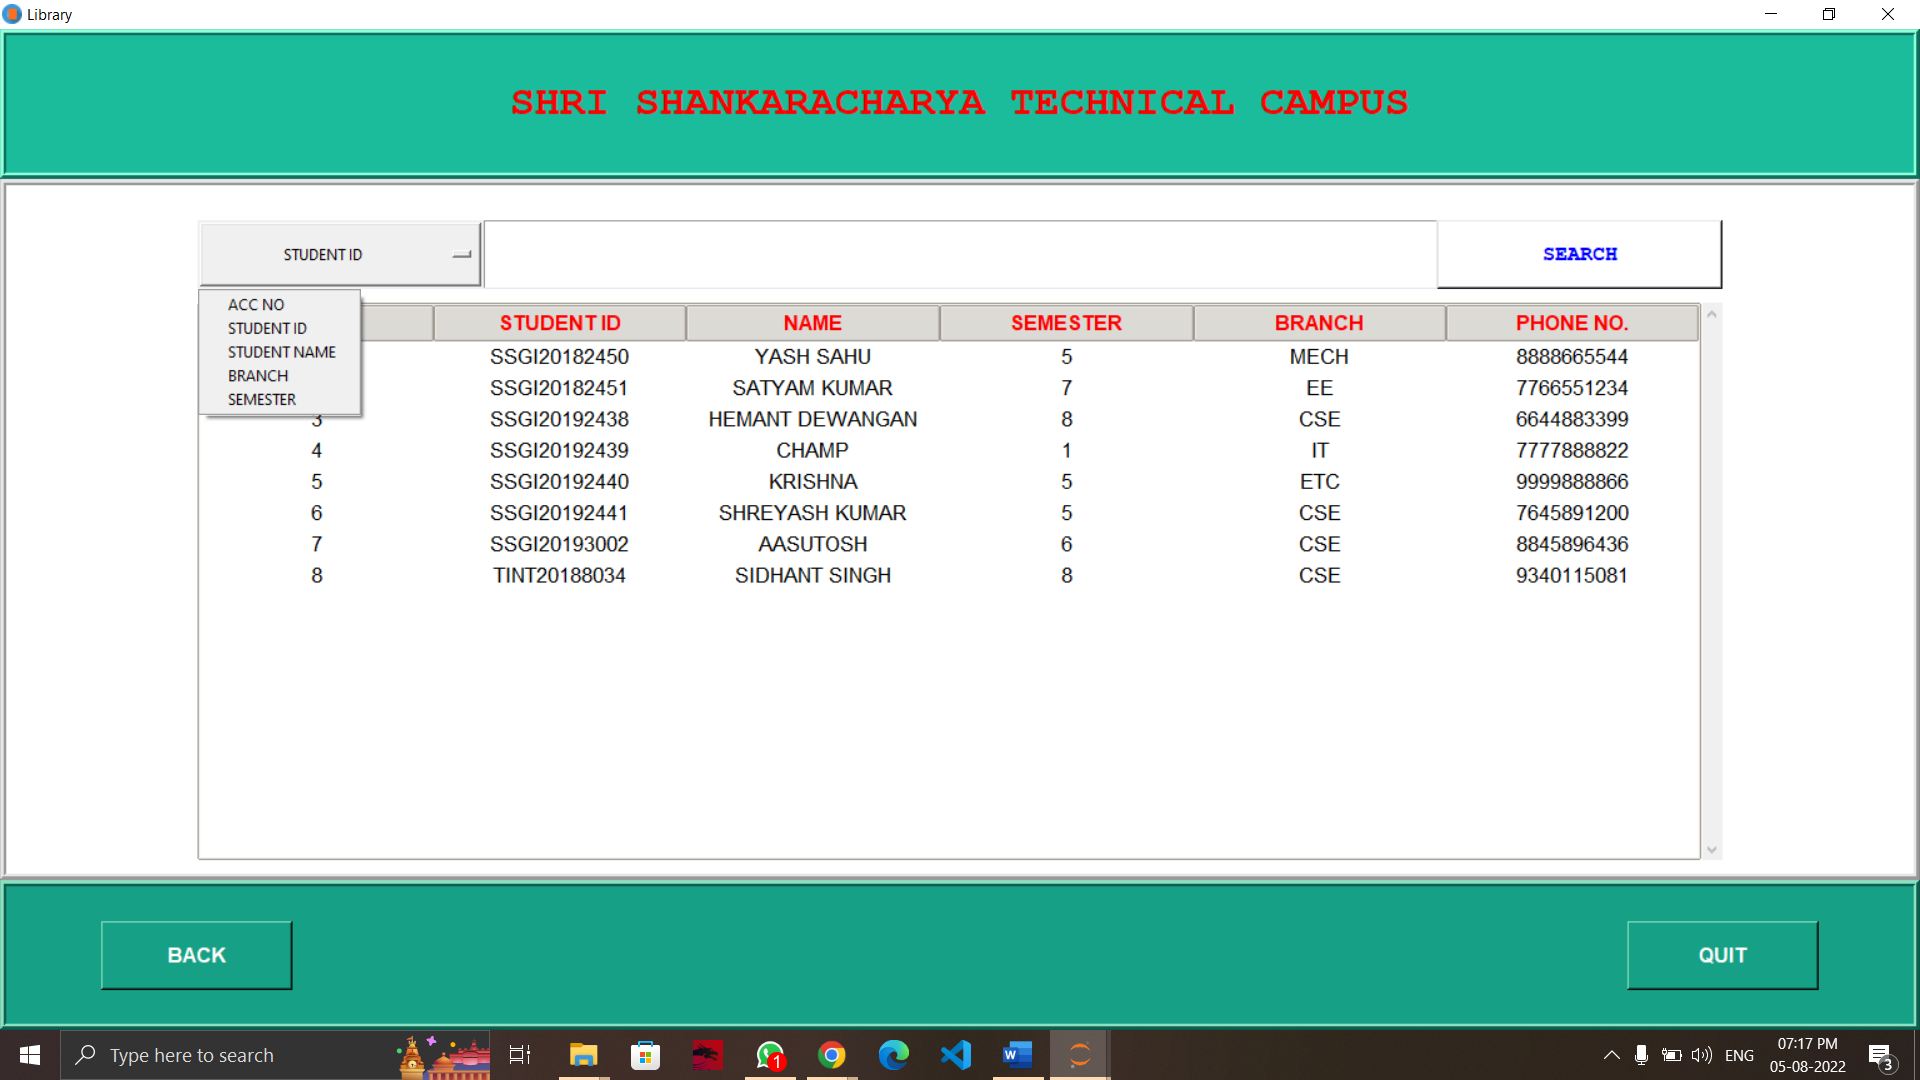 Library
SHRI SHANKARACHARYA TECHNICAL CAMPUS
STUDENT ID SEARCH
ACC NO
STUDENT ID
STUDENT NAME
BRANCH
SEMESTER
STUDENT ID NAME SEMESTER BRANCH PHONE NO.
SSGI20182450 YASH SAHU 5 MECH 8888665544
SSGI20182451 SATYAM KUMAR 7 EE 7766551234
3 SSGI20192438 HEMANT DEWANGAN 8 CSE 6644883399
4 SSGI20192439 CHAMP 1 IT 7777888822
5 SSGI20192440 KRISHNA 5 ETC 9999888866
6 SSGI20192441 SHREYASH KUMAR 5 CSE 7645891200
7 SSGI20193002 AASUTOSH 6 CSE 8845896436
8 TINT20188034 SIDHANT SINGH 8 CSE 9340115081
BACK QUIT
Type here to search 1 W ENG 07:17 PM
05-08-2022 3